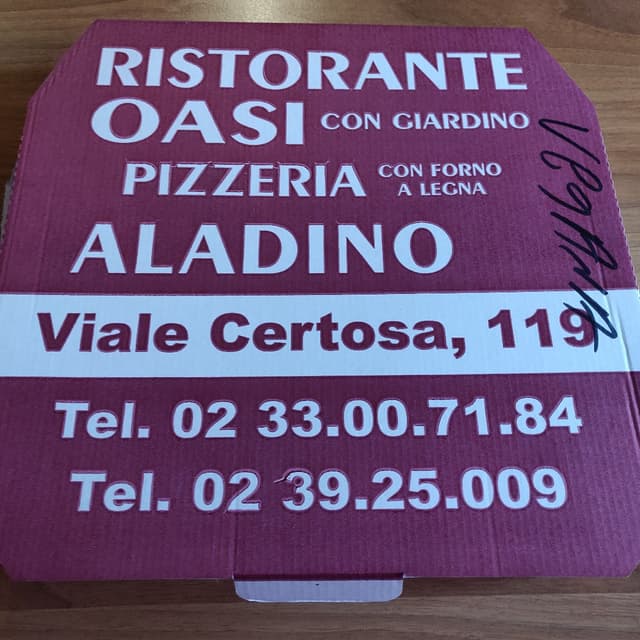 RISTORANTE
OASI CON GIARDINO
PIZZERIA CON FORNO
A LEGNA
ALADINO
Viale Certosa, 119
Tel. 02 33.00.71.84
Tel. 02 39.25.009
VEgANA